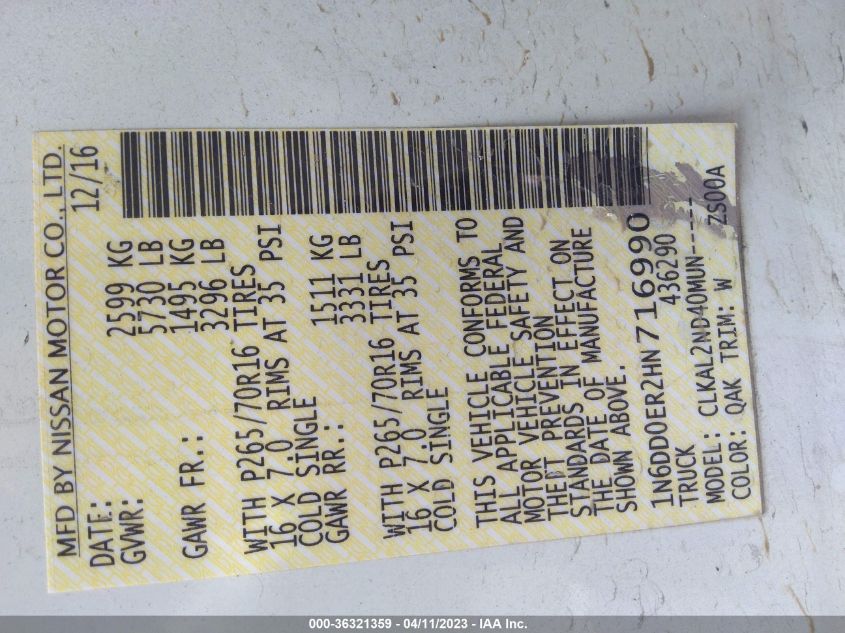 MFD BY NISSAN MOTOR CO., LTD.
DATE: 12/16
GVWR: 2599 KG
5730 LB
GAWR FR.: 1495 KG
3296 LB
WITH P265/70R16 TIRES
16 X 7.0 RIMS AT 35 PSI
COLD SINGLE
GAWR RR.: 1511 KG
3331 LB
WITH P265/70R16 TIRES
16 X 7.0 RIMS AT 35 PSI
COLD SINGLE
THIS VEHICLE CONFORMS TO
ALL APPLICABLE FEDERAL
MOTOR VEHICLE SAFETY AND
THEFT PREVENTION
STANDARDS IN EFFECT ON
THE DATE OF MANUFACTURE
SHOWN ABOVE.
1N6DD0ER2HN716990
TRUCK 436290
MODEL: CLKAL2ND40MUN-----
COLOR: QAK TRIM: W ZS00A
000-36321359 - 04/11/2023 - IAA Inc.